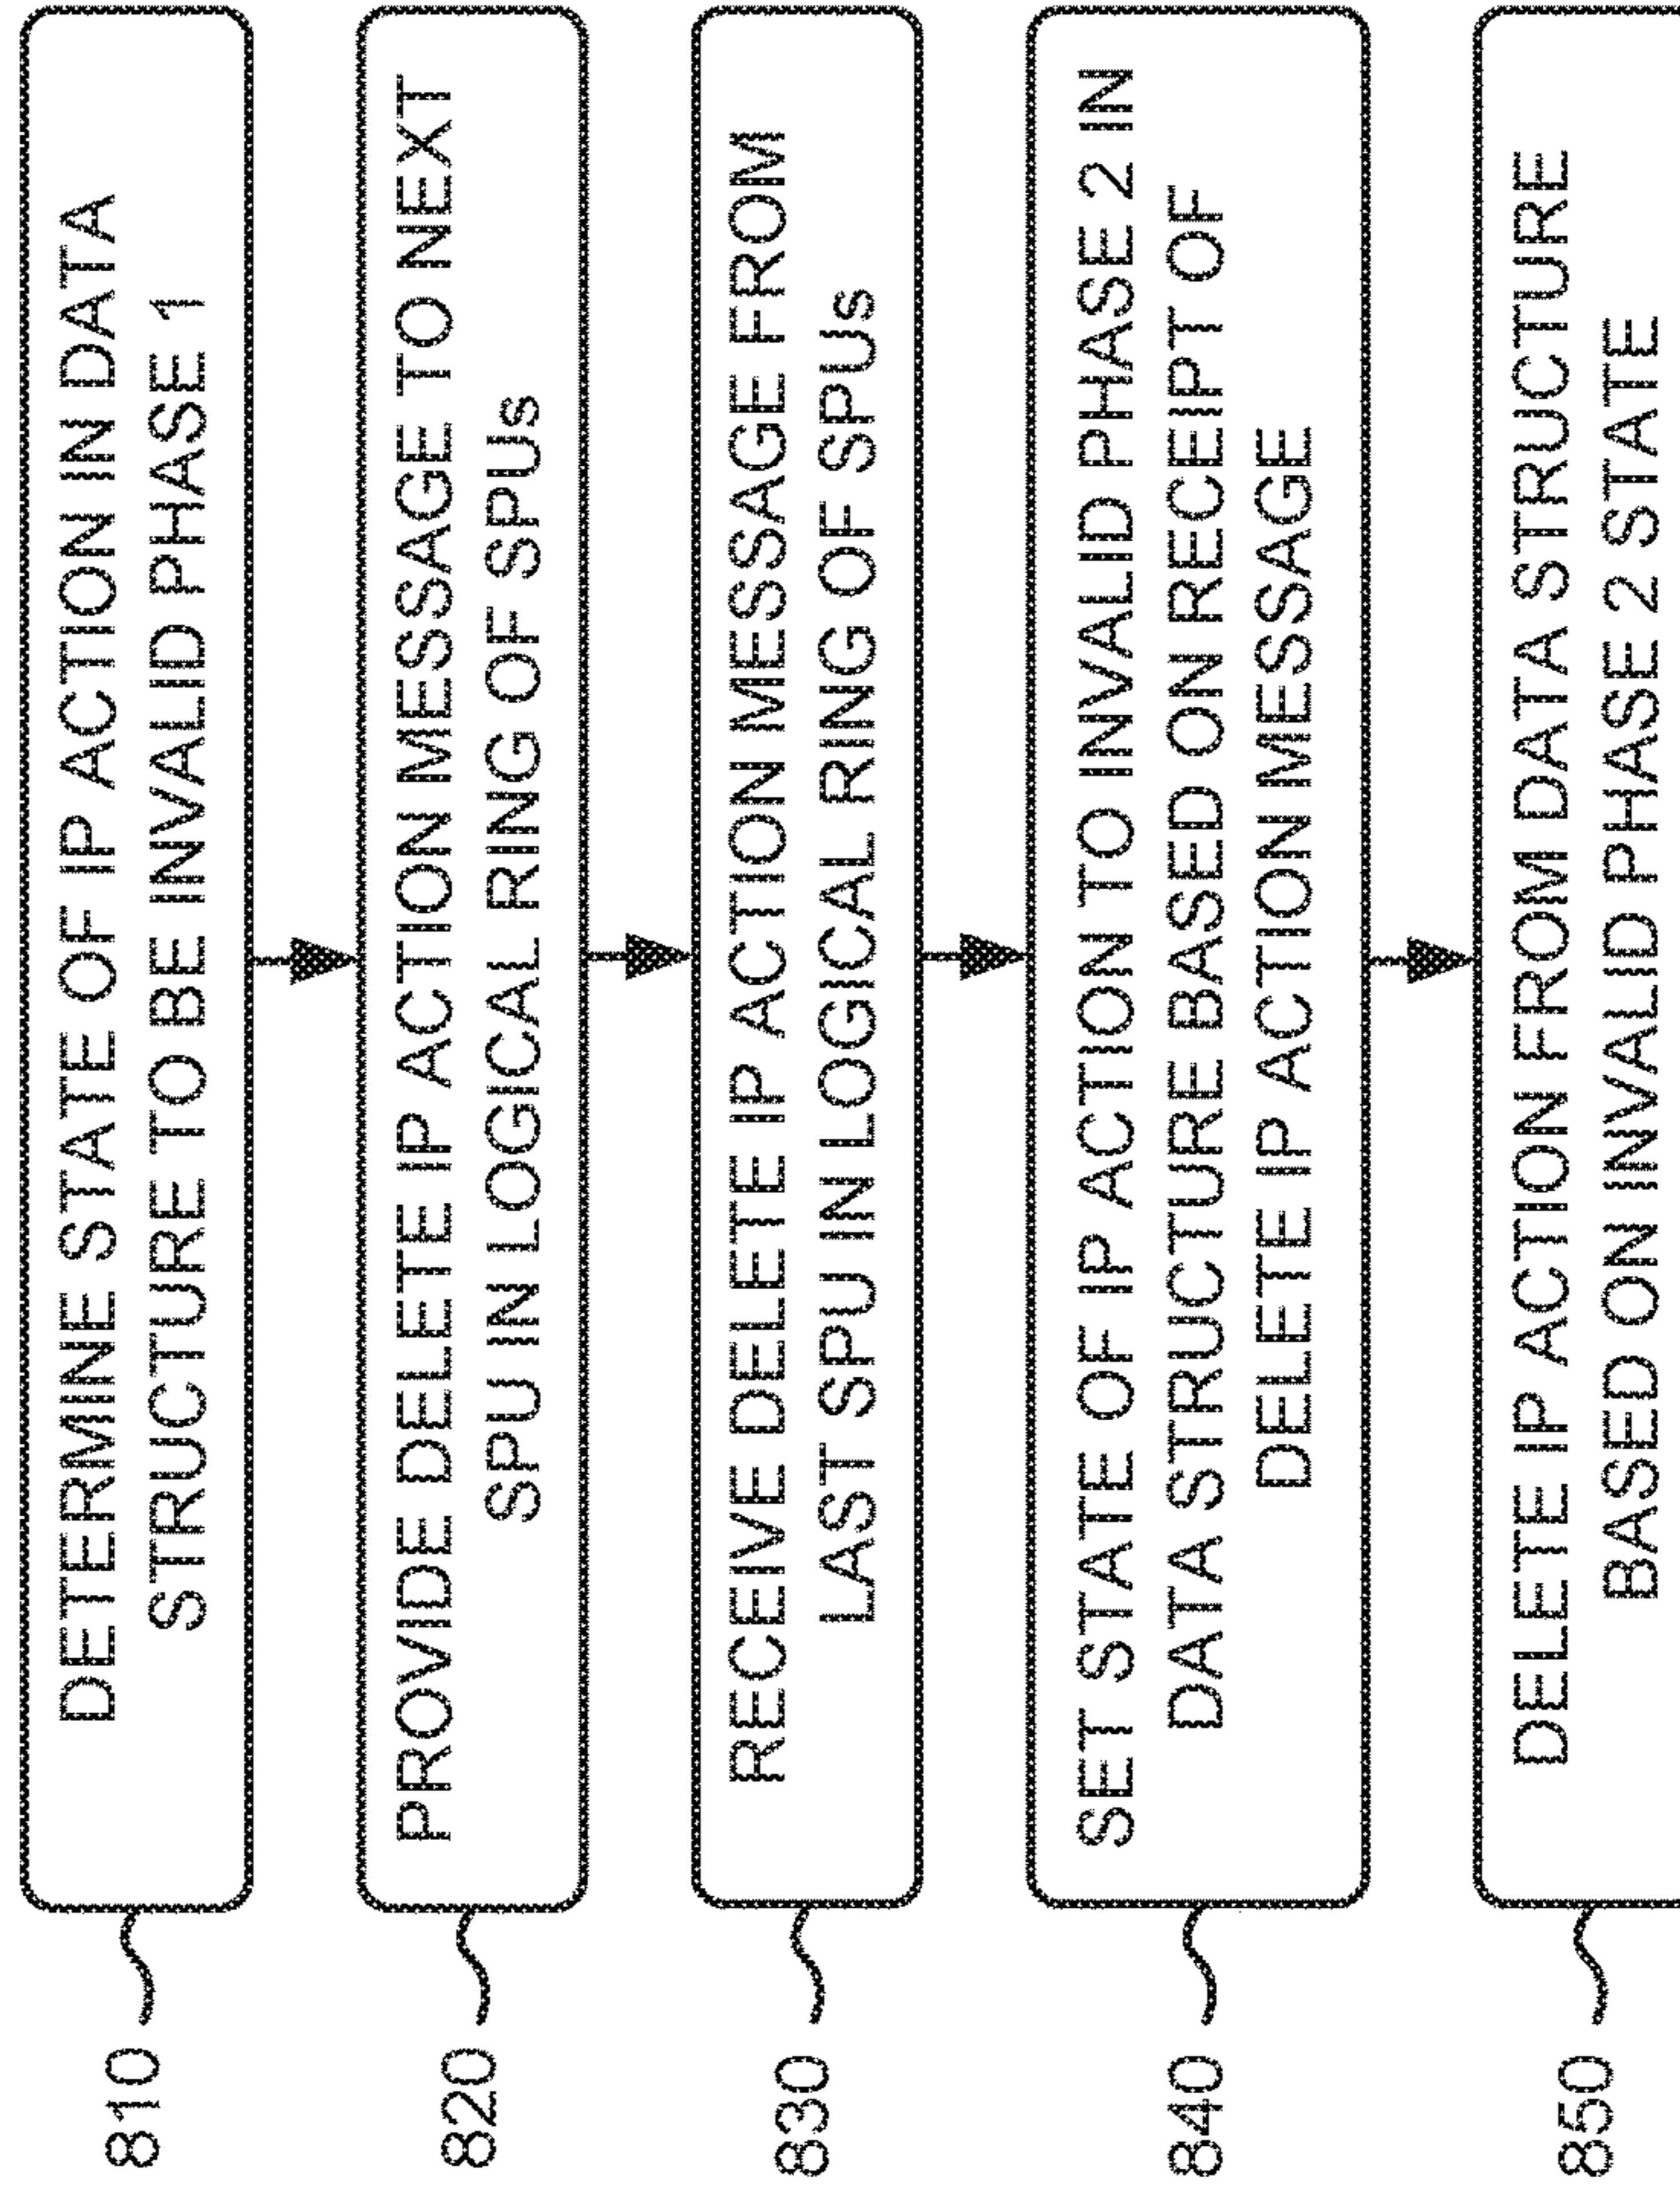 810
DETERMINE STATE OF IP ACTION IN DATA
STRUCTURE TO BE INVALID PHASE 1
820
PROVIDE DELETE IP ACTION MESSAGE TO NEXT
SPU IN LOGICAL RING OF SPUs
830
RECEIVE DELETE IP ACTION MESSAGE FROM
LAST SPU IN LOGICAL RING OF SPUs
840
SET STATE OF IP ACTION TO INVALID PHASE 2 IN
DATA STRUCTURE BASED ON RECEIPT OF
DELETE IP ACTION MESSAGE
850
DELETE IP ACTION FROM DATA STRUCTURE
BASED ON INVALID PHASE 2 STATE